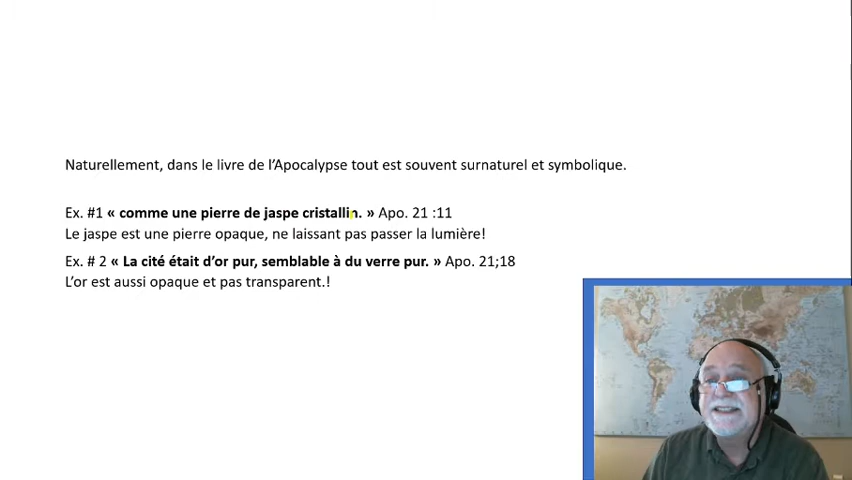 Naturellement, dans le livre de l'Apocalypse tout est souvent surnaturel et symbolique.
Ex. #1 « comme une pierre de jaspe cristallin. » Apo. 21 :11
Le jaspe est une pierre opaque, ne laissant pas passer la lumière!
Ex. # 2 « La cité était d'or pur, semblable à du verre pur. » Apo. 21;18
L'or est aussi opaque et pas transparent.!